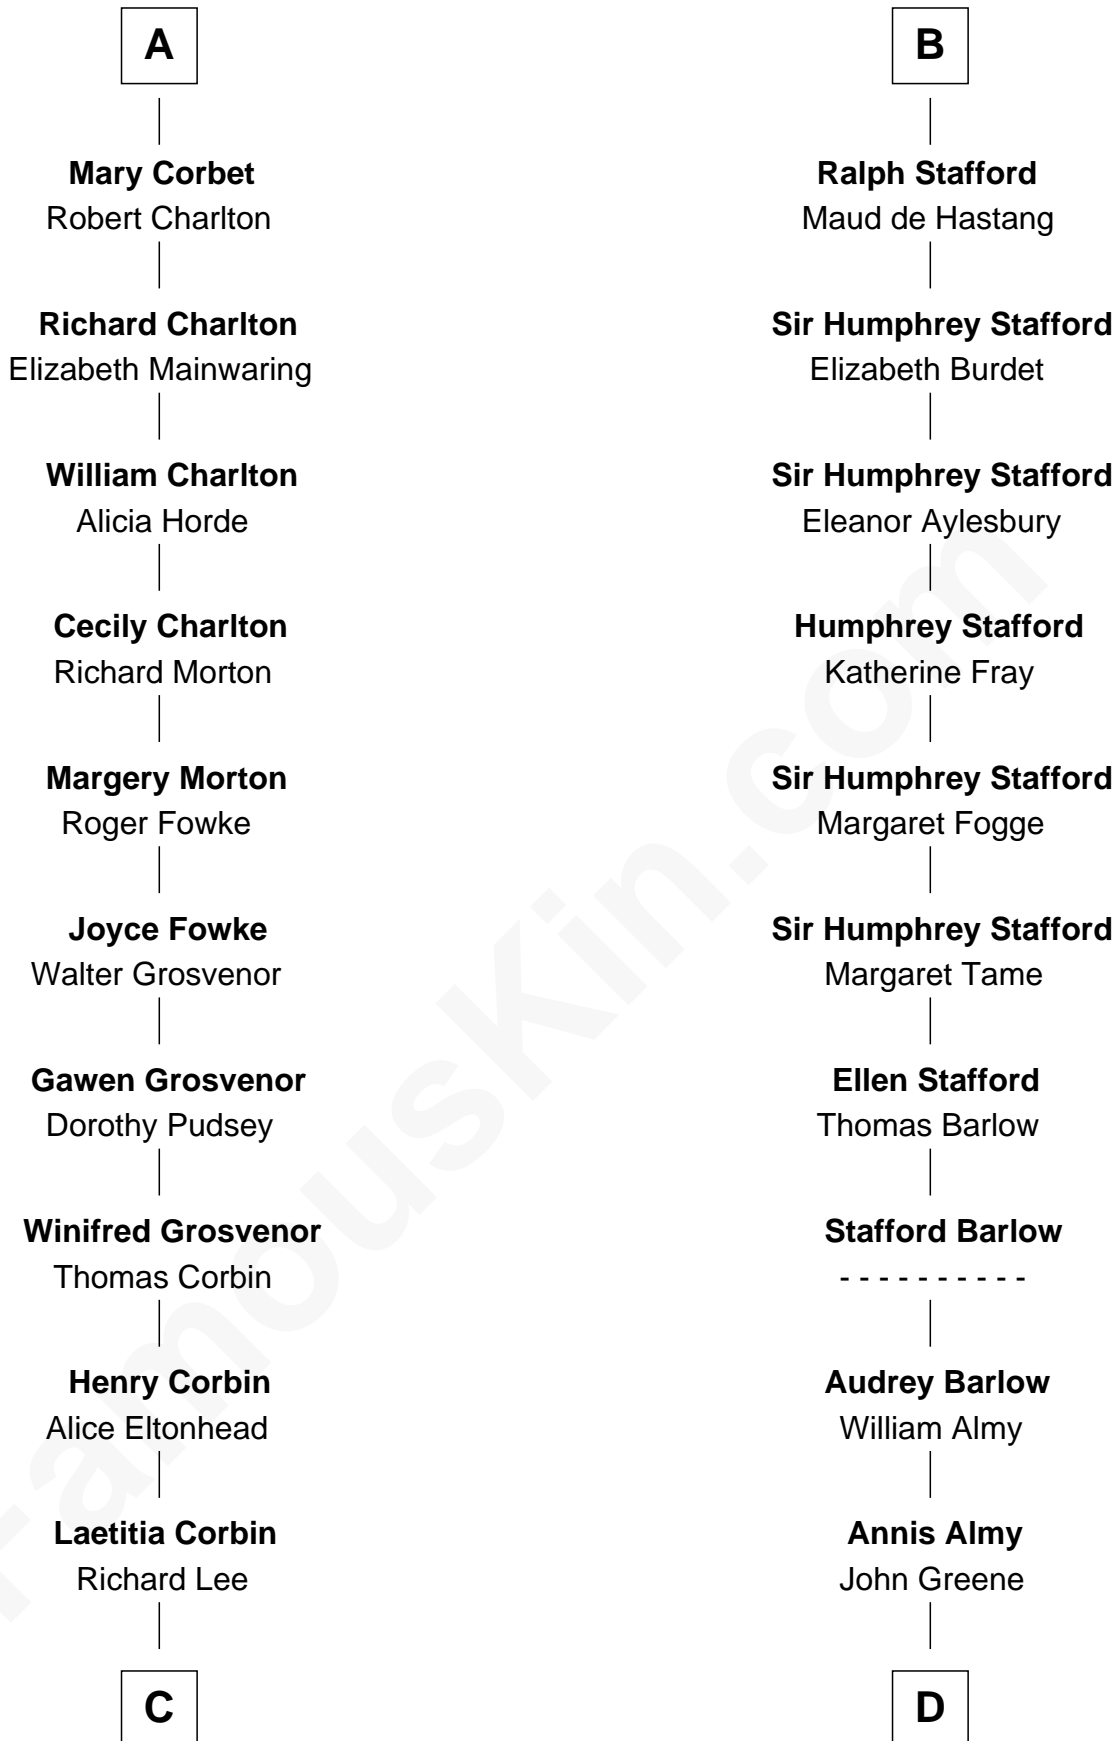 A
Mary Corbet
Robert Charlton
Richard Charlton
Elizabeth Mainwaring
William Charlton
Alicia Horde
Cecily Charlton
Richard Morton
Margery Morton
Roger Fowke
Joyce Fowke
Walter Grosvenor
Gawen Grosvenor
Dorothy Pudsey
Winifred Grosvenor
Thomas Corbin
Henry Corbin
Alice Eltonhead
Laetitia Corbin
Richard Lee
C
B
Ralph Stafford
Maud de Hastang
Sir Humphrey Stafford
Elizabeth Burdet
Sir Humphrey Stafford
Eleanor Aylesbury
Humphrey Stafford
Katherine Fray
Sir Humphrey Stafford
Margaret Fogge
Sir Humphrey Stafford
Margaret Tame
Ellen Stafford
Thomas Barlow
Stafford Barlow
- - - - - - - - - -
Audrey Barlow
William Almy
Annis Almy
John Greene
D
FamousKin.com